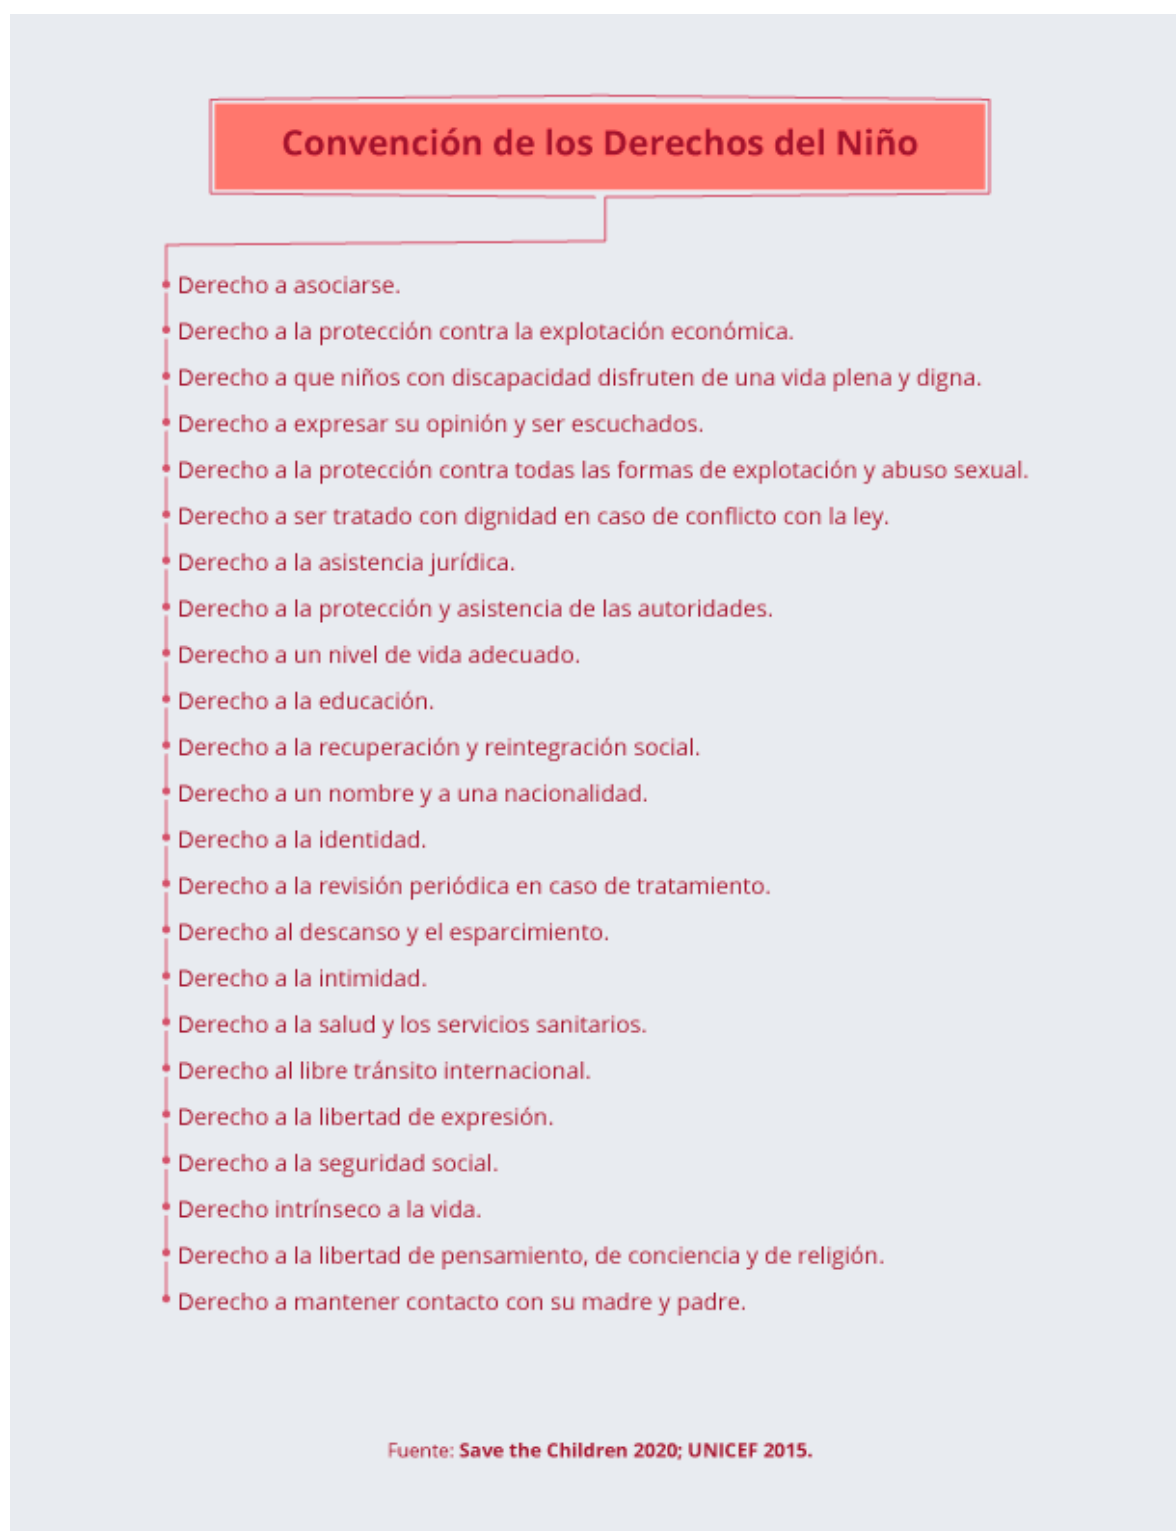 Convención de los Derechos del Niño
Derecho a asociarse.
Derecho a la protección contra la explotación económica.
Derecho a que niños con discapacidad disfruten de una vida plena y digna.
Derecho a expresar su opinión y ser escuchados.
Derecho a la protección contra todas las formas de explotación y abuso sexual.
Derecho a ser tratado con dignidad en caso de conflicto con la ley.
Derecho a la asistencia jurídica.
Derecho a la protección y asistencia de las autoridades.
Derecho a un nivel de vida adecuado.
Derecho a la educación.
Derecho a la recuperación y reintegración social.
Derecho a un nombre y a una nacionalidad.
Derecho a la identidad.
Derecho a la revisión periódica en caso de tratamiento.
Derecho al descanso y el esparcimiento.
Derecho a la intimidad.
Derecho a la salud y los servicios sanitarios.
Derecho al libre tránsito internacional.
Derecho a la libertad de expresión.
Derecho a la seguridad social.
Derecho intrínseco a la vida.
Derecho a la libertad de pensamiento, de conciencia y de religión.
Derecho a mantener contacto con su madre y padre.
Fuente: Save the Children 2020; UNICEF 2015.